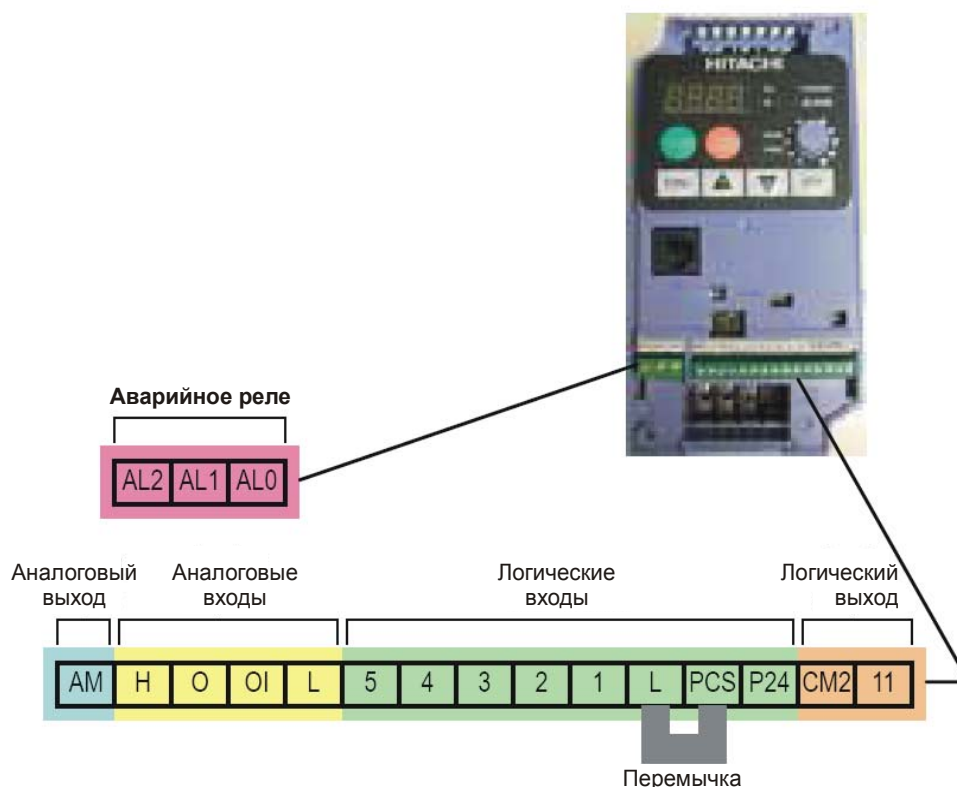 HITACHI
Аварийное реле
AL2 AL1 AL0
Аналоговый выход
Аналоговые входы
Логические входы
Логический выход
AM H O OI L 5 4 3 2 1 L PCS P24 CM2 11
Перемычка